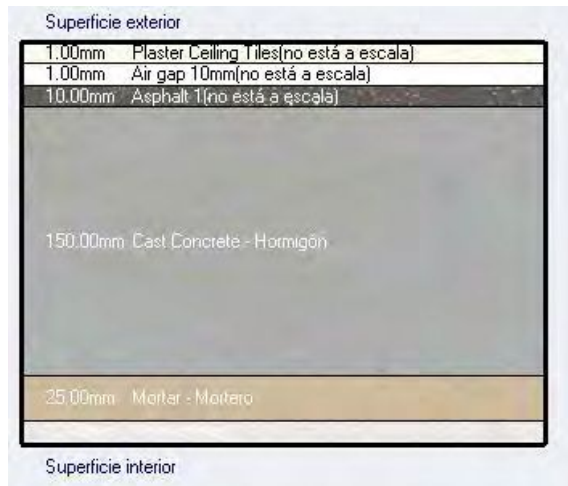 Superficie exterior
1.00mm Plaster Ceiling Tiles(no está a escala)
1.00mm Air gap 10mm(no está a escala)
10.00mm Asphalt 1(no está a escala)
150.00mm Cast Concrete - Hormigón
25.00mm Mortar - Mortero
Superficie interior